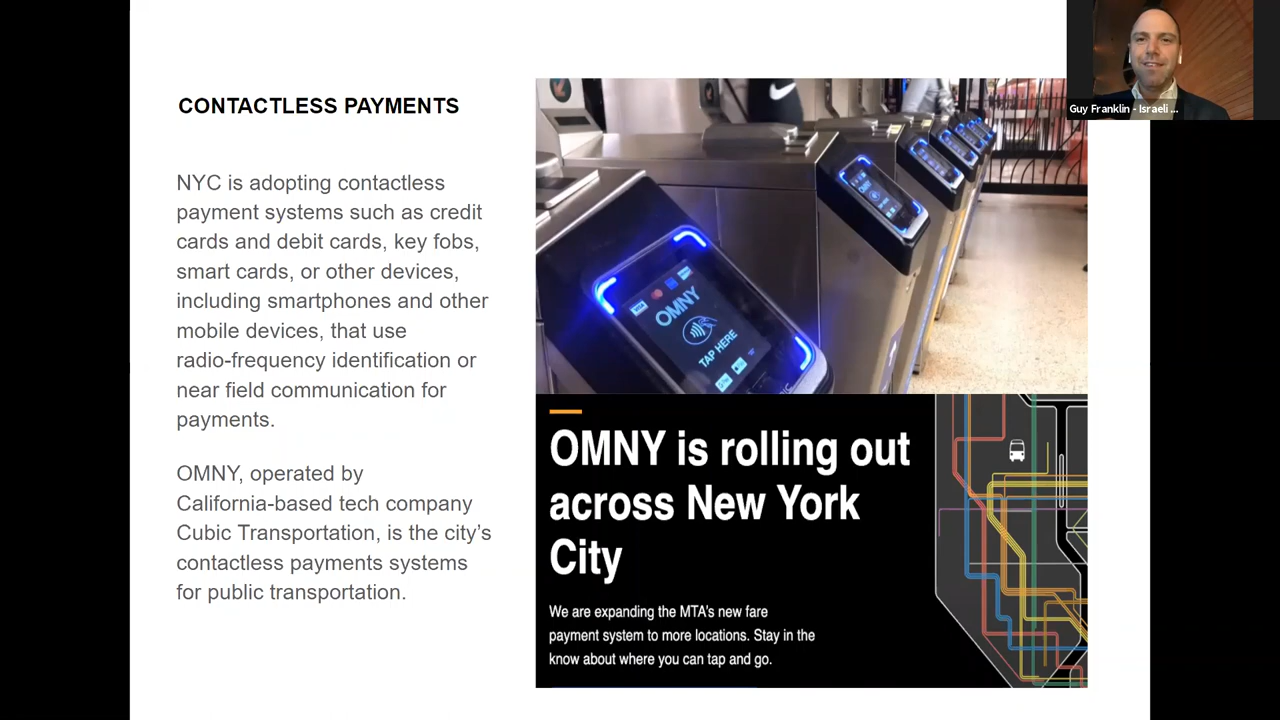 CONTACTLESS PAYMENTS
NYC is adopting contactless
payment systems such as credit
cards and debit cards, key fobs,
smart cards, or other devices,
including smartphones and other
mobile devices, that use
radio-frequency identification or
near field communication for
payments.
OMNY, operated by
California-based tech company
Cubic Transportation, is the city's
contactless payments systems
for public transportation.
OMNY
TAP HERE
OMNY is rolling out
across New York
City
We are expanding the MTA's new fare
payment system to more locations. Stay in the
know about where you can tap and go.
Guy Franklin - Israeli ...